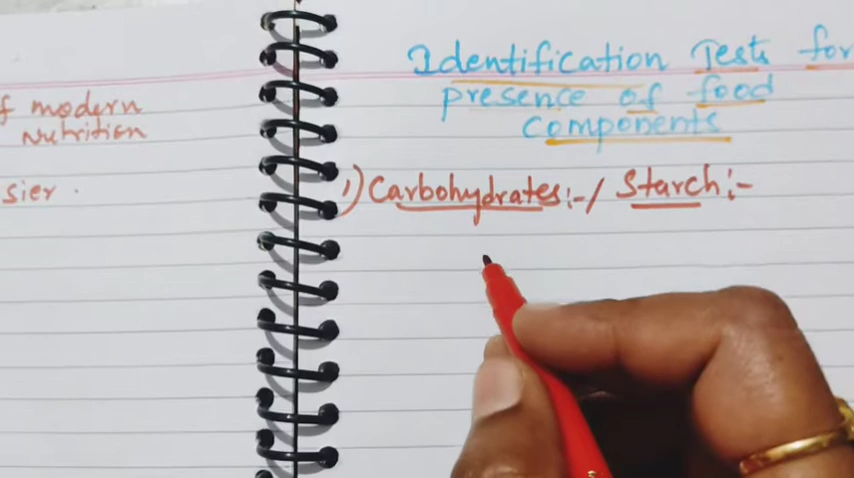 f modern
nutrition
sier.
Identification Tests for
presence of food
components
1) Carbohydrates:-/ Starch:-